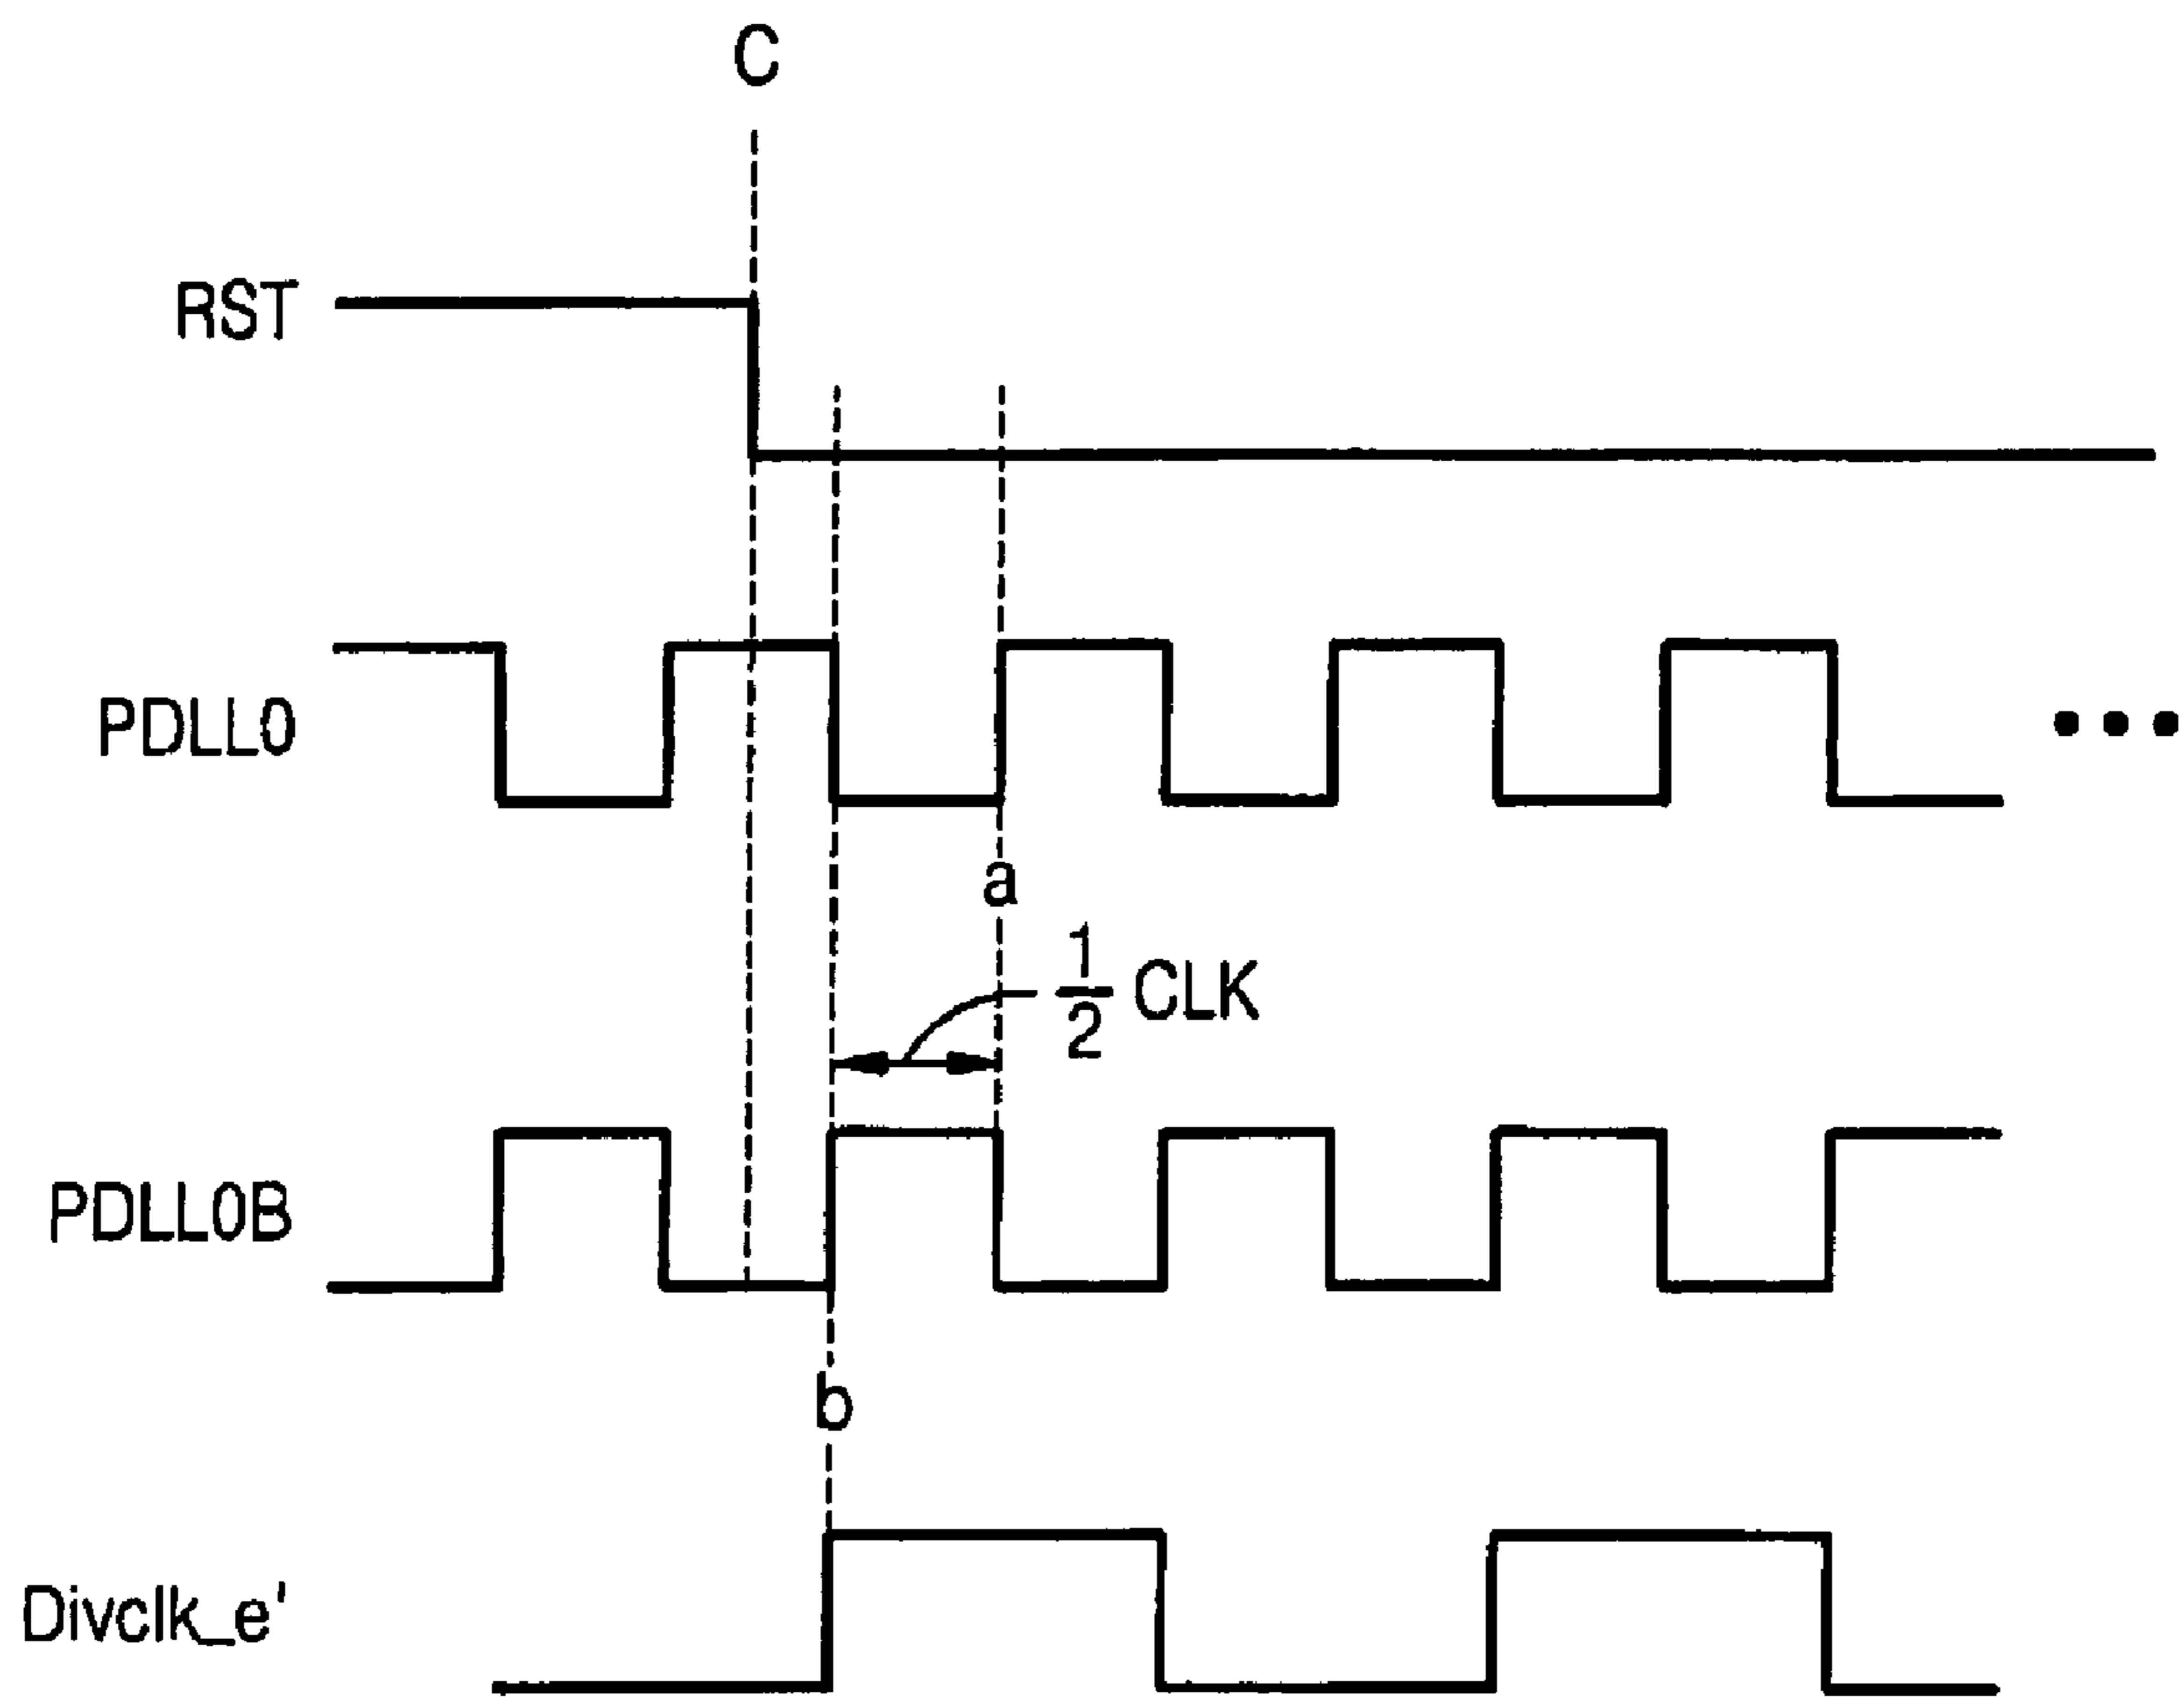 C
RST
PDLL0
a
1/2 CLK
PDLL0B
b
Divclk_e'